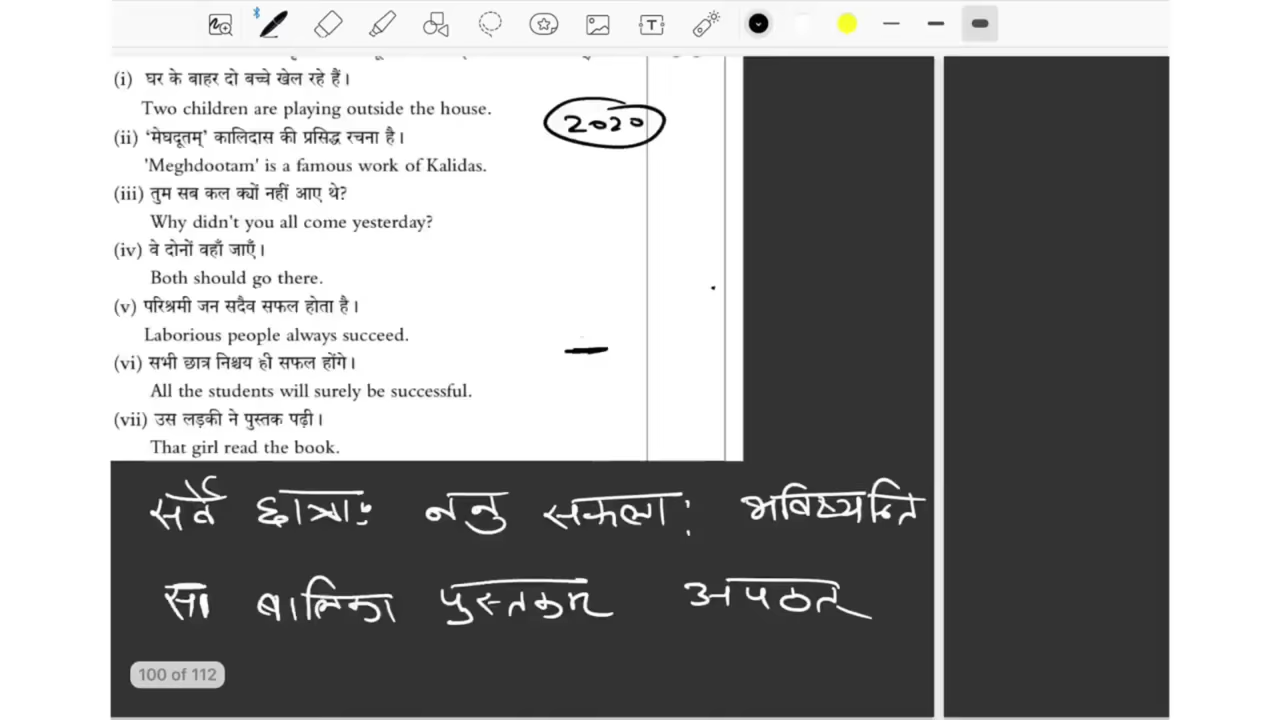 (i) घर के बाहर दो बच्चे खेल रहे हैं।
Two children are playing outside the house.
2020
(ii) 'मेघदूतम्' कालिदास की प्रसिद्ध रचना है।
'Meghdootam' is a famous work of Kalidas.
(iii) तुम सब कल क्यों नहीं आए थे?
Why didn't you all come yesterday?
(iv) वे दोनों वहाँ जाएँ।
Both should go there.
(v) परिश्रमी जन सदैव सफल होता है।
Laborious people always succeed.
(vi) सभी छात्र निश्चय ही सफल होंगे।
All the students will surely be successful.
(vii) उस लड़की ने पुस्तक पढ़ी।
That girl read the book.
सर्वे छात्राः ननु सफलाः भविष्यन्ति
सा बालिका पुस्तकम् अपठत्
100 of 112